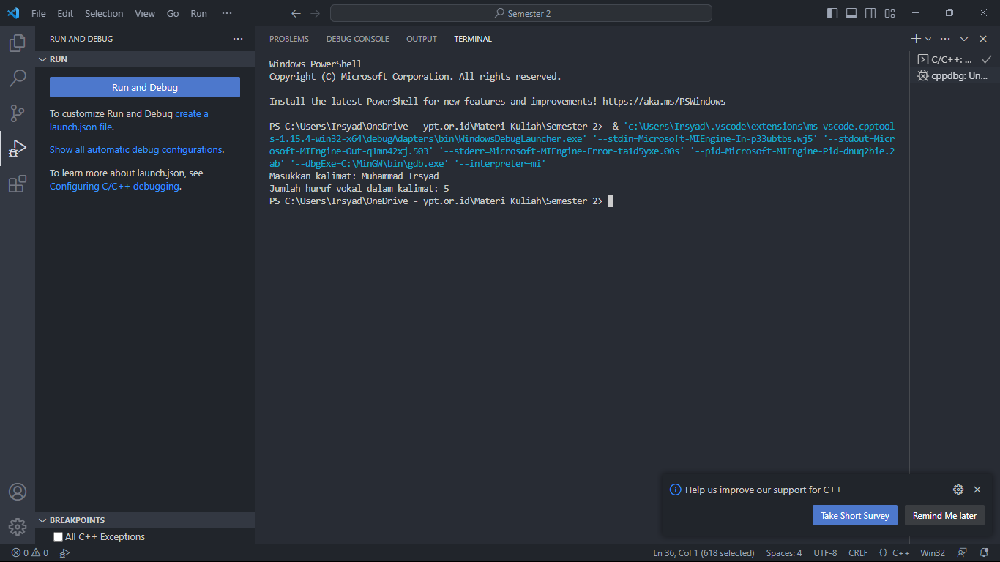 File Edit Selection View Go Run ··· Semester 2
RUN AND DEBUG ···
RUN
Run and Debug
To customize Run and Debug create a
launch.json file.
Show all automatic debug configurations.
To learn more about launch.json, see
Configuring C/C++ debugging.
BREAKPOINTS
All C++ Exceptions
PROBLEMS DEBUG CONSOLE OUTPUT TERMINAL
Windows PowerShell
Copyright (C) Microsoft Corporation. All rights reserved.
Install the latest PowerShell for new features and improvements! https://aka.ms/PSWindows
PS C:\Users\Irsyad\OneDrive - ypt.or.id\Materi Kuliah\Semester 2>  & 'c:\Users\Irsyad\.vscode\extensions\ms-vscode.cpptool
s-1.15.4-win32-x64\debugAdapters\bin\WindowsDebugLauncher.exe' '--stdin=Microsoft-MIEngine-In-p33ubtbs.wj5' '--stdout=Micr
osoft-MIEngine-Out-q1mn42xj.503' '--stderr=Microsoft-MIEngine-Error-ta1d5yxe.00s' '--pid=Microsoft-MIEngine-Pid-dnuq2bie.2
ab' '--dbgExe=C:\MinGW\bin\gdb.exe' '--interpreter=mi'
Masukkan kalimat: Muhammad Irsyad
Jumlah huruf vokal dalam kalimat: 5
PS C:\Users\Irsyad\OneDrive - ypt.or.id\Materi Kuliah\Semester 2>
C/C++: ...
cppdbg: Un...
Help us improve our support for C++
Take Short Survey Remind Me later
0 0 Ln 36, Col 1 (618 selected) Spaces: 4 UTF-8 CRLF {} C++ Win32